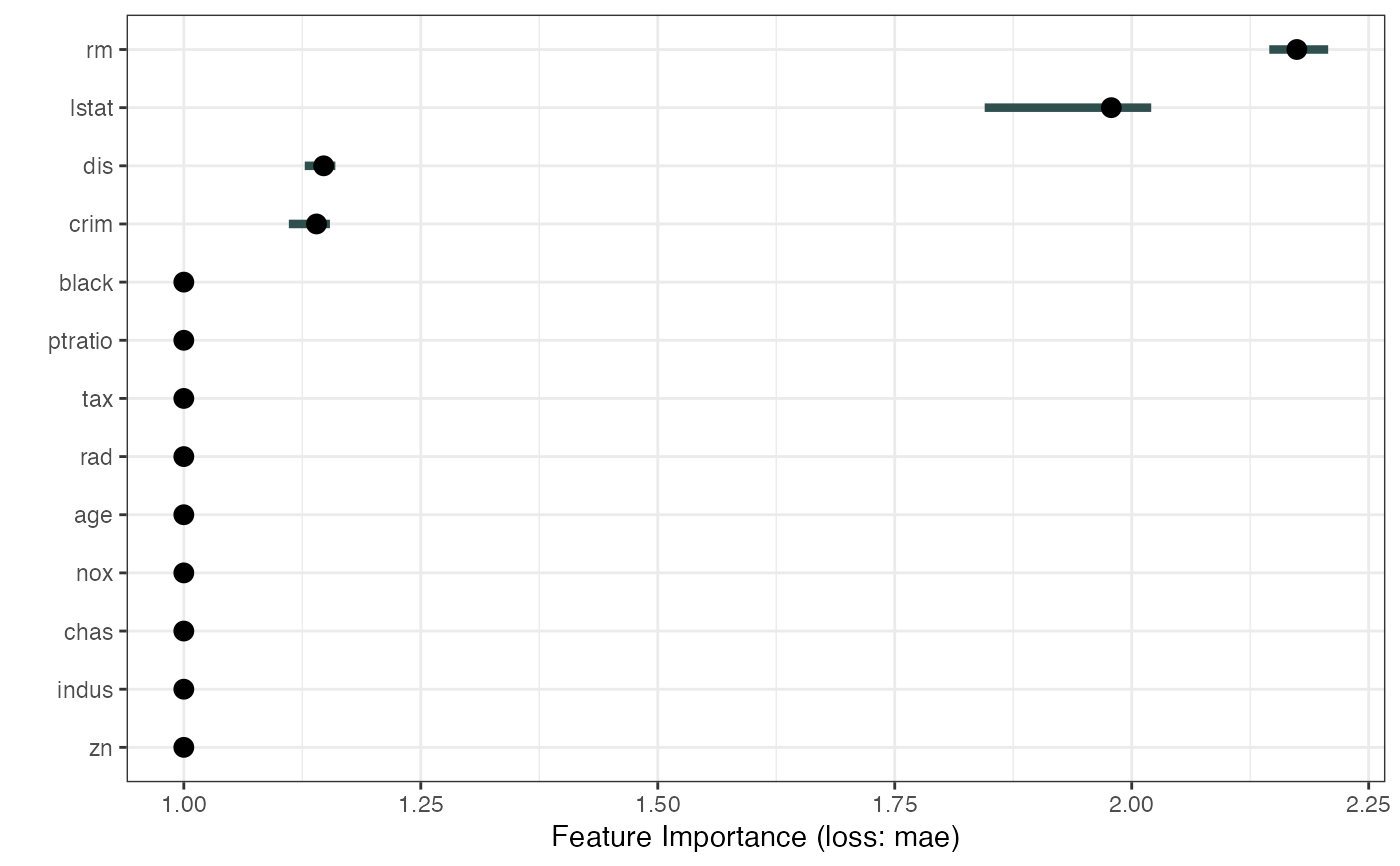 rm
lstat
dis
crim
black
ptratio
tax
rad
age
nox
chas
indus
zn
1.00 1.25 1.50 1.75 2.00 2.25
Feature Importance (loss: mae)